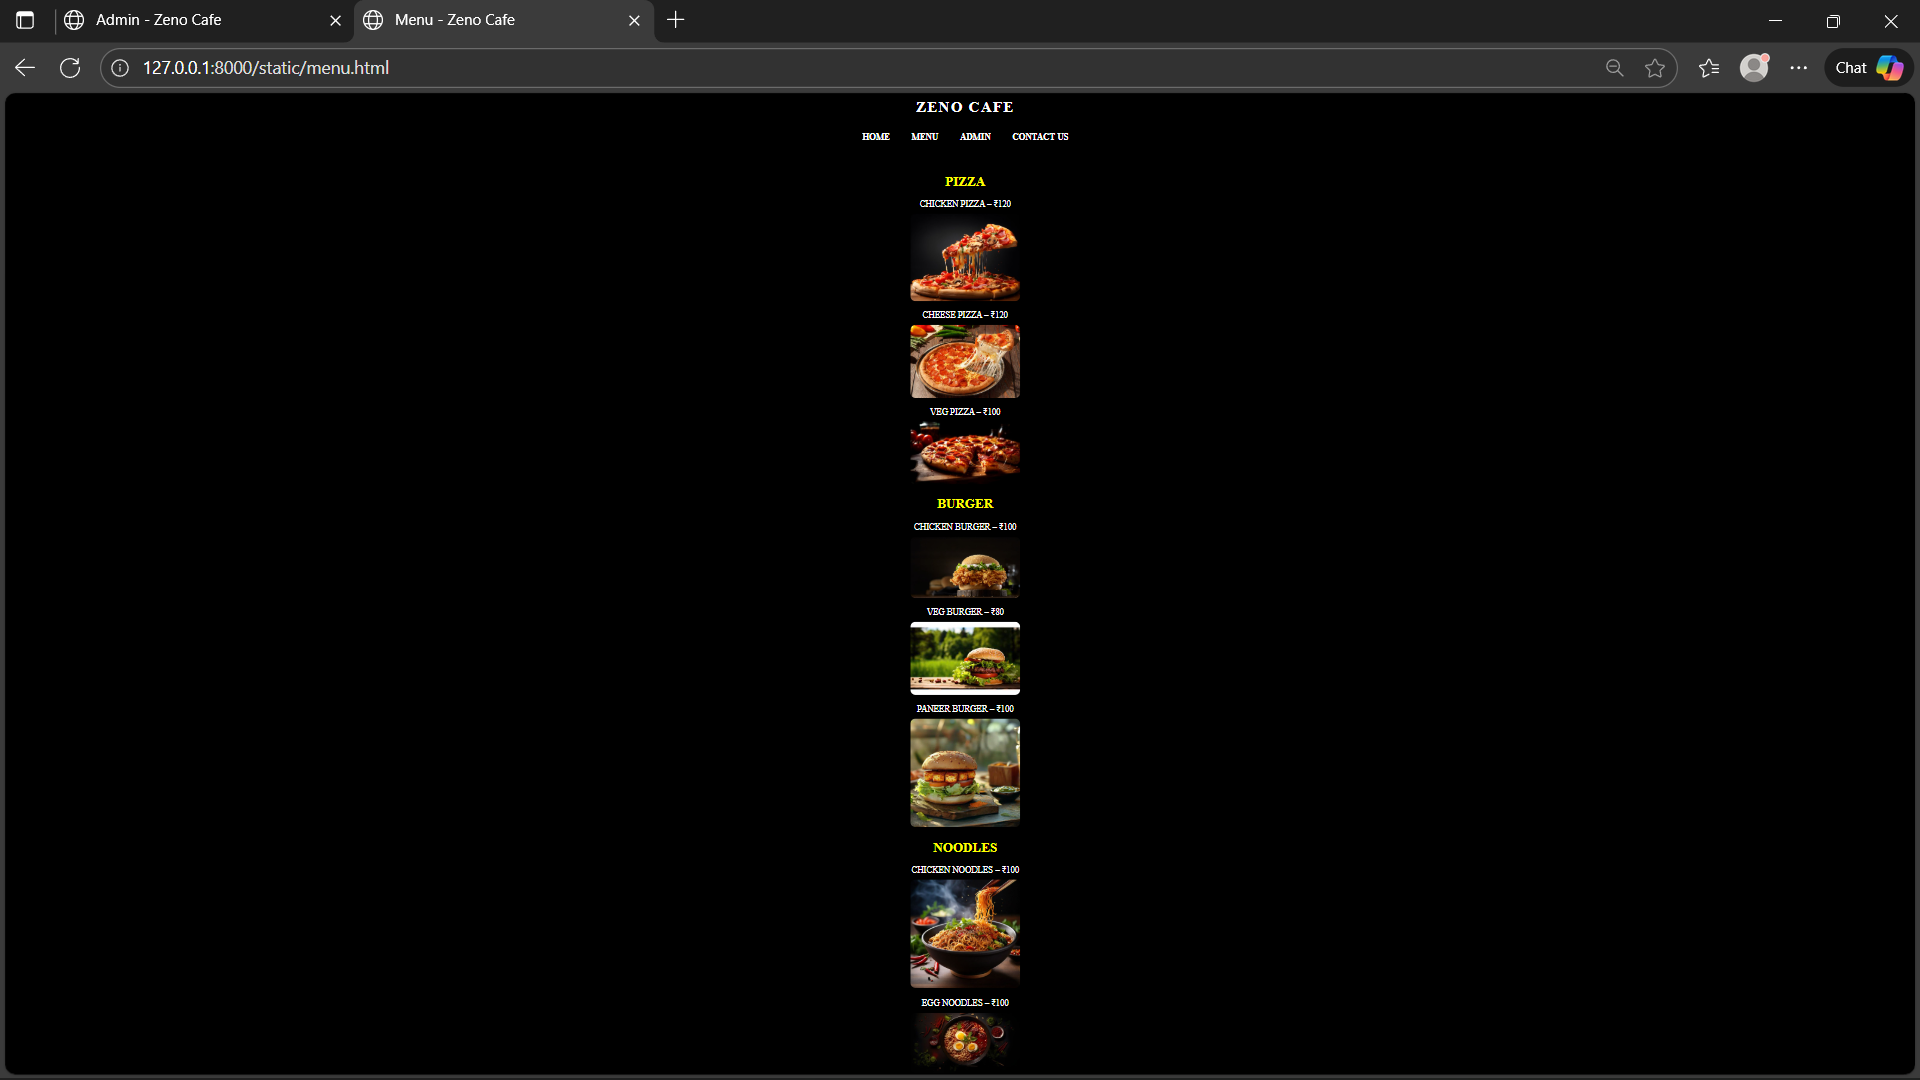 Admin - Zeno Cafe
Menu - Zeno Cafe
127.0.0.1:8000/static/menu.html
Chat
ZENO CAFE
HOME MENU ADMIN CONTACT US
PIZZA
CHICKEN PIZZA – ₹120
CHEESE PIZZA – ₹120
VEG PIZZA – ₹100
BURGER
CHICKEN BURGER – ₹100
VEG BURGER – ₹80
PANEER BURGER – ₹100
NOODLES
CHICKEN NOODLES – ₹100
EGG NOODLES – ₹100